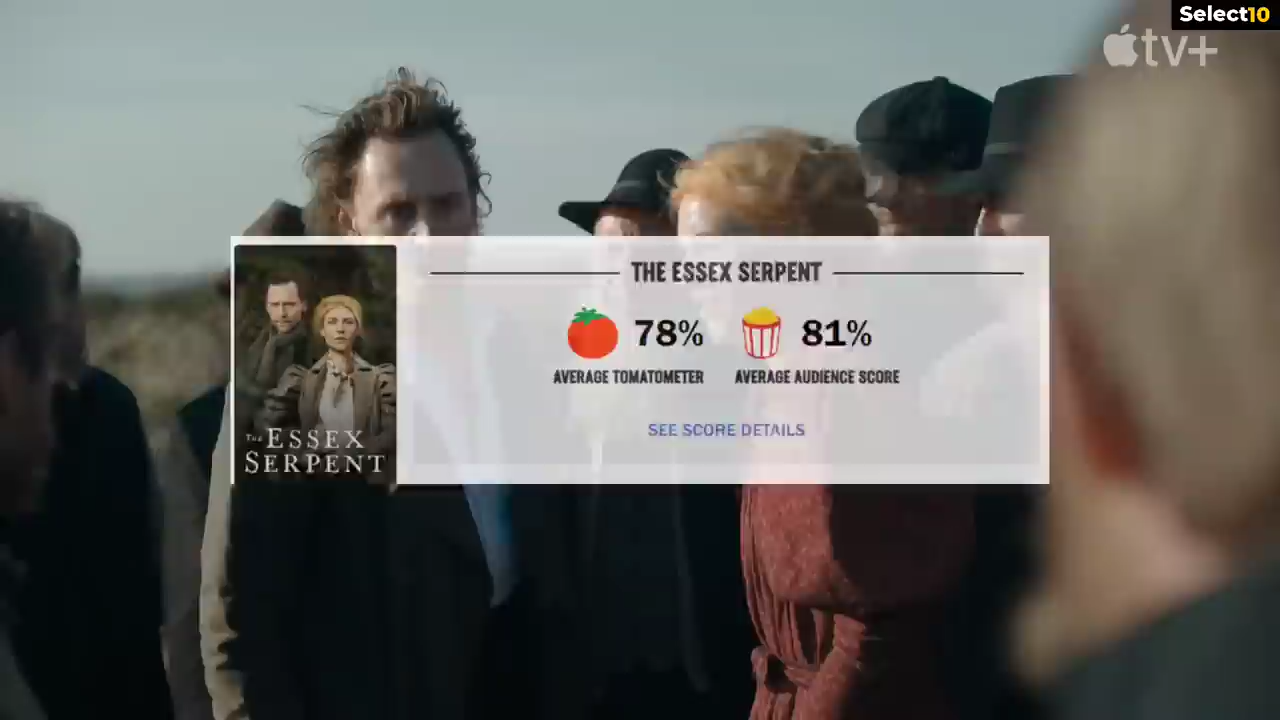 Select10
tv+
THE ESSEX SERPENT
78%
81%
AVERAGE TOMATOMETER
AVERAGE AUDIENCE SCORE
SEE SCORE DETAILS
THE ESSEX
SERPENT